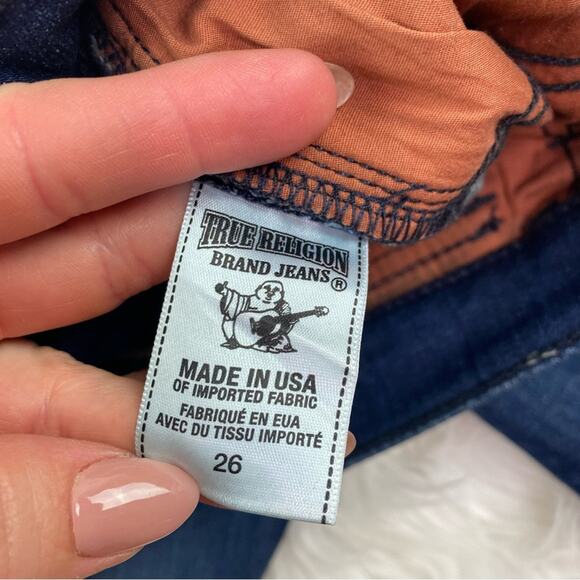 TRUE RELIGION
BRAND JEANS®
MADE IN USA
OF IMPORTED FABRIC
FABRIQUÉ EN EUA
AVEC DU TISSU IMPORTÉ
26